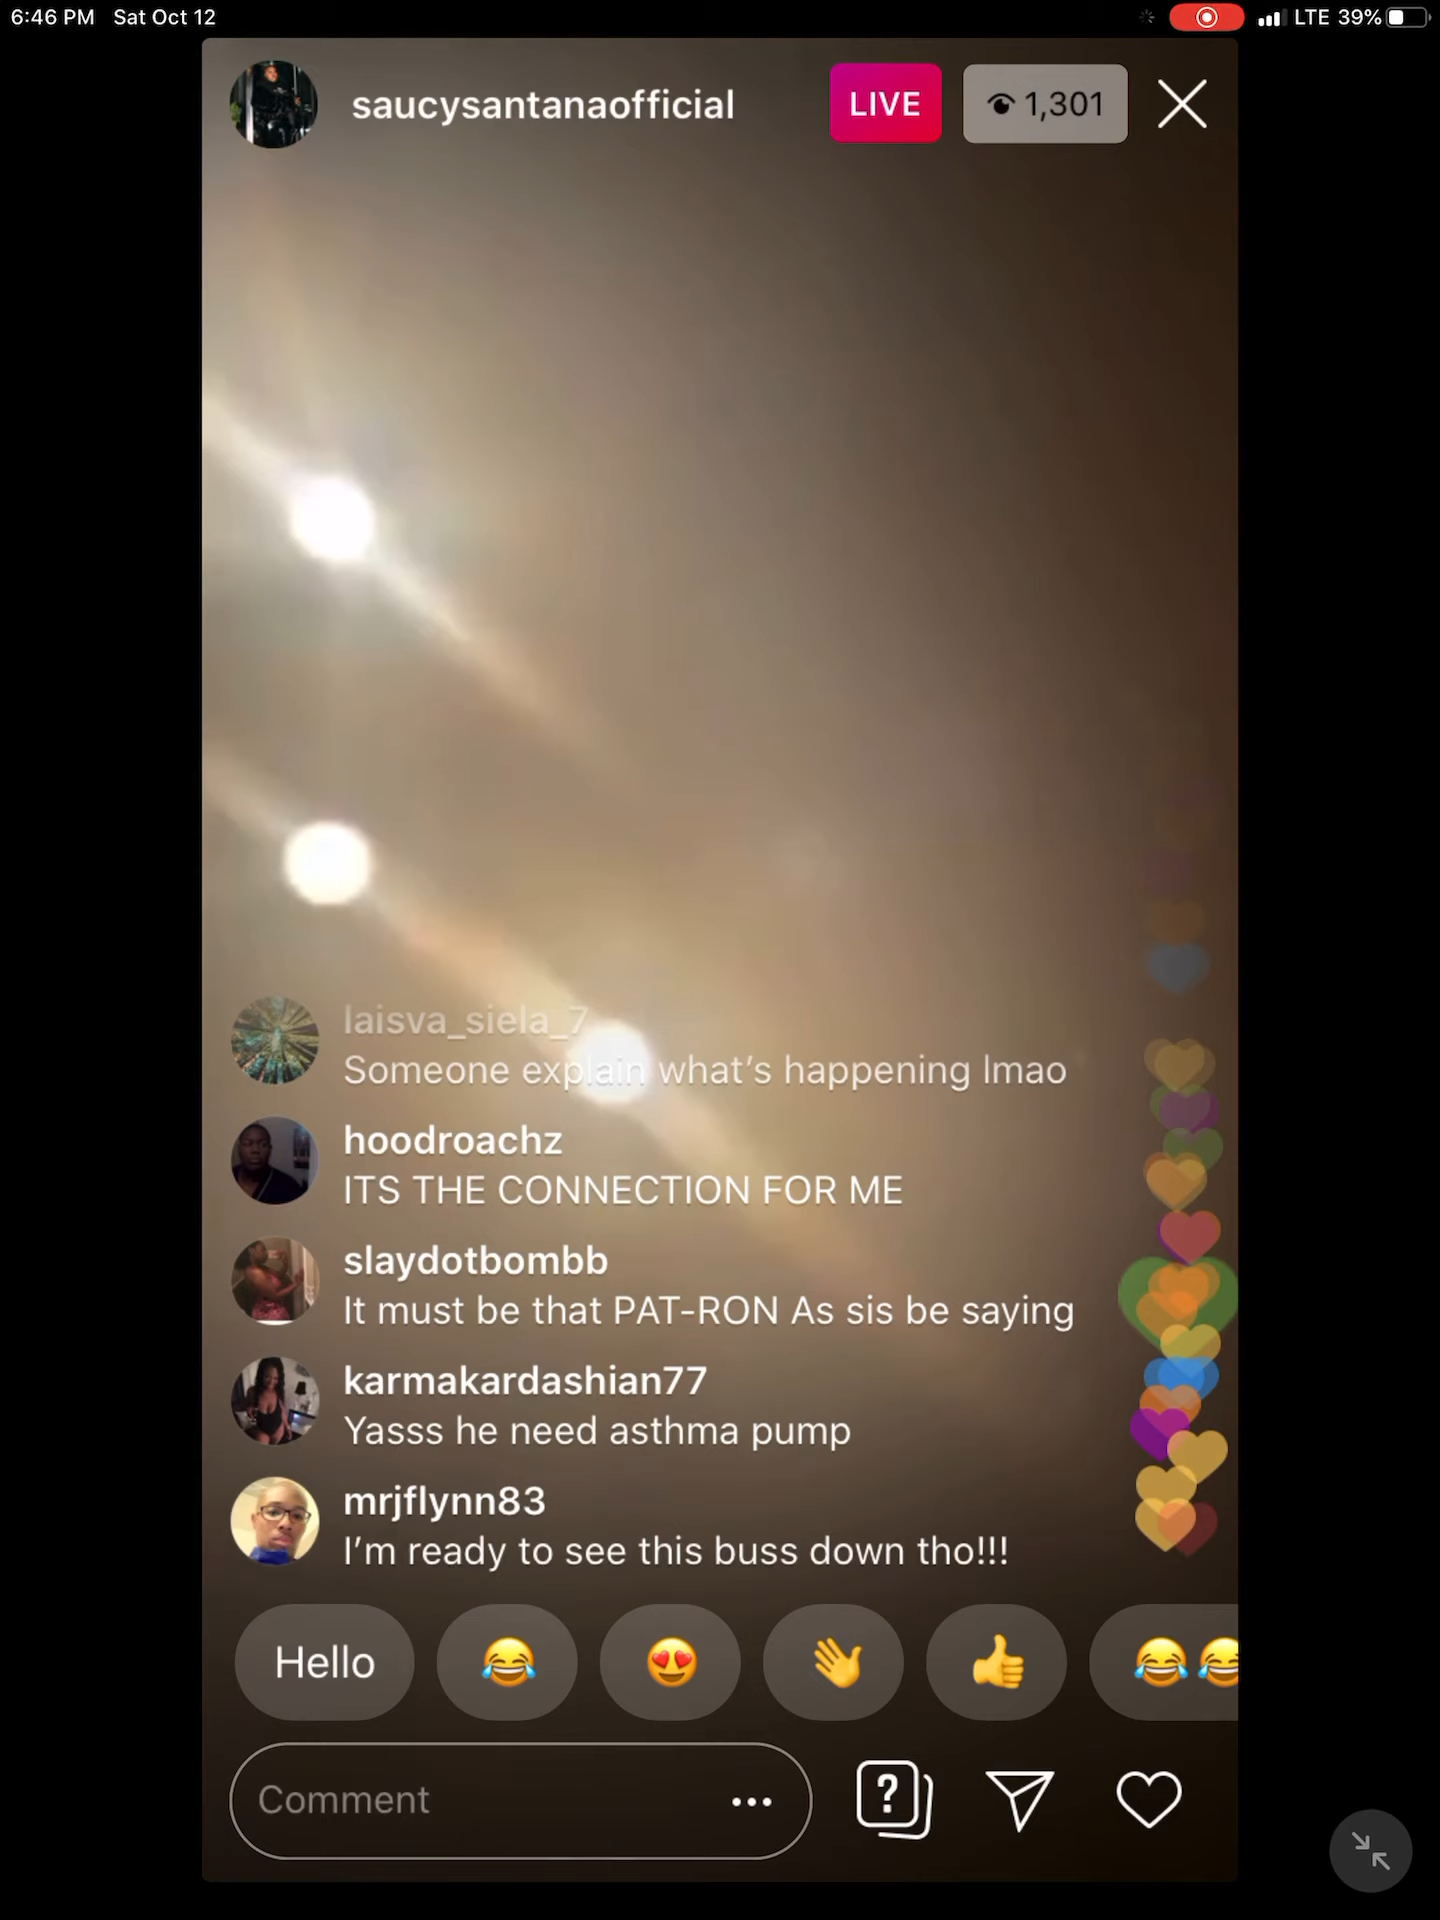 6:46 PM Sat Oct 12
LTE 39%
saucysantanaofficial LIVE 1,301
laisva_siela_7
Someone explain what's happening lmao
hoodroachz
ITS THE CONNECTION FOR ME
slaydotbombb
It must be that PAT-RON As sis be saying
karmakardashian77
Yasss he need asthma pump
mrjflynn83
I'm ready to see this buss down tho!!!
Hello 😂 😍 👋 👍 😂😂
Comment ... ?